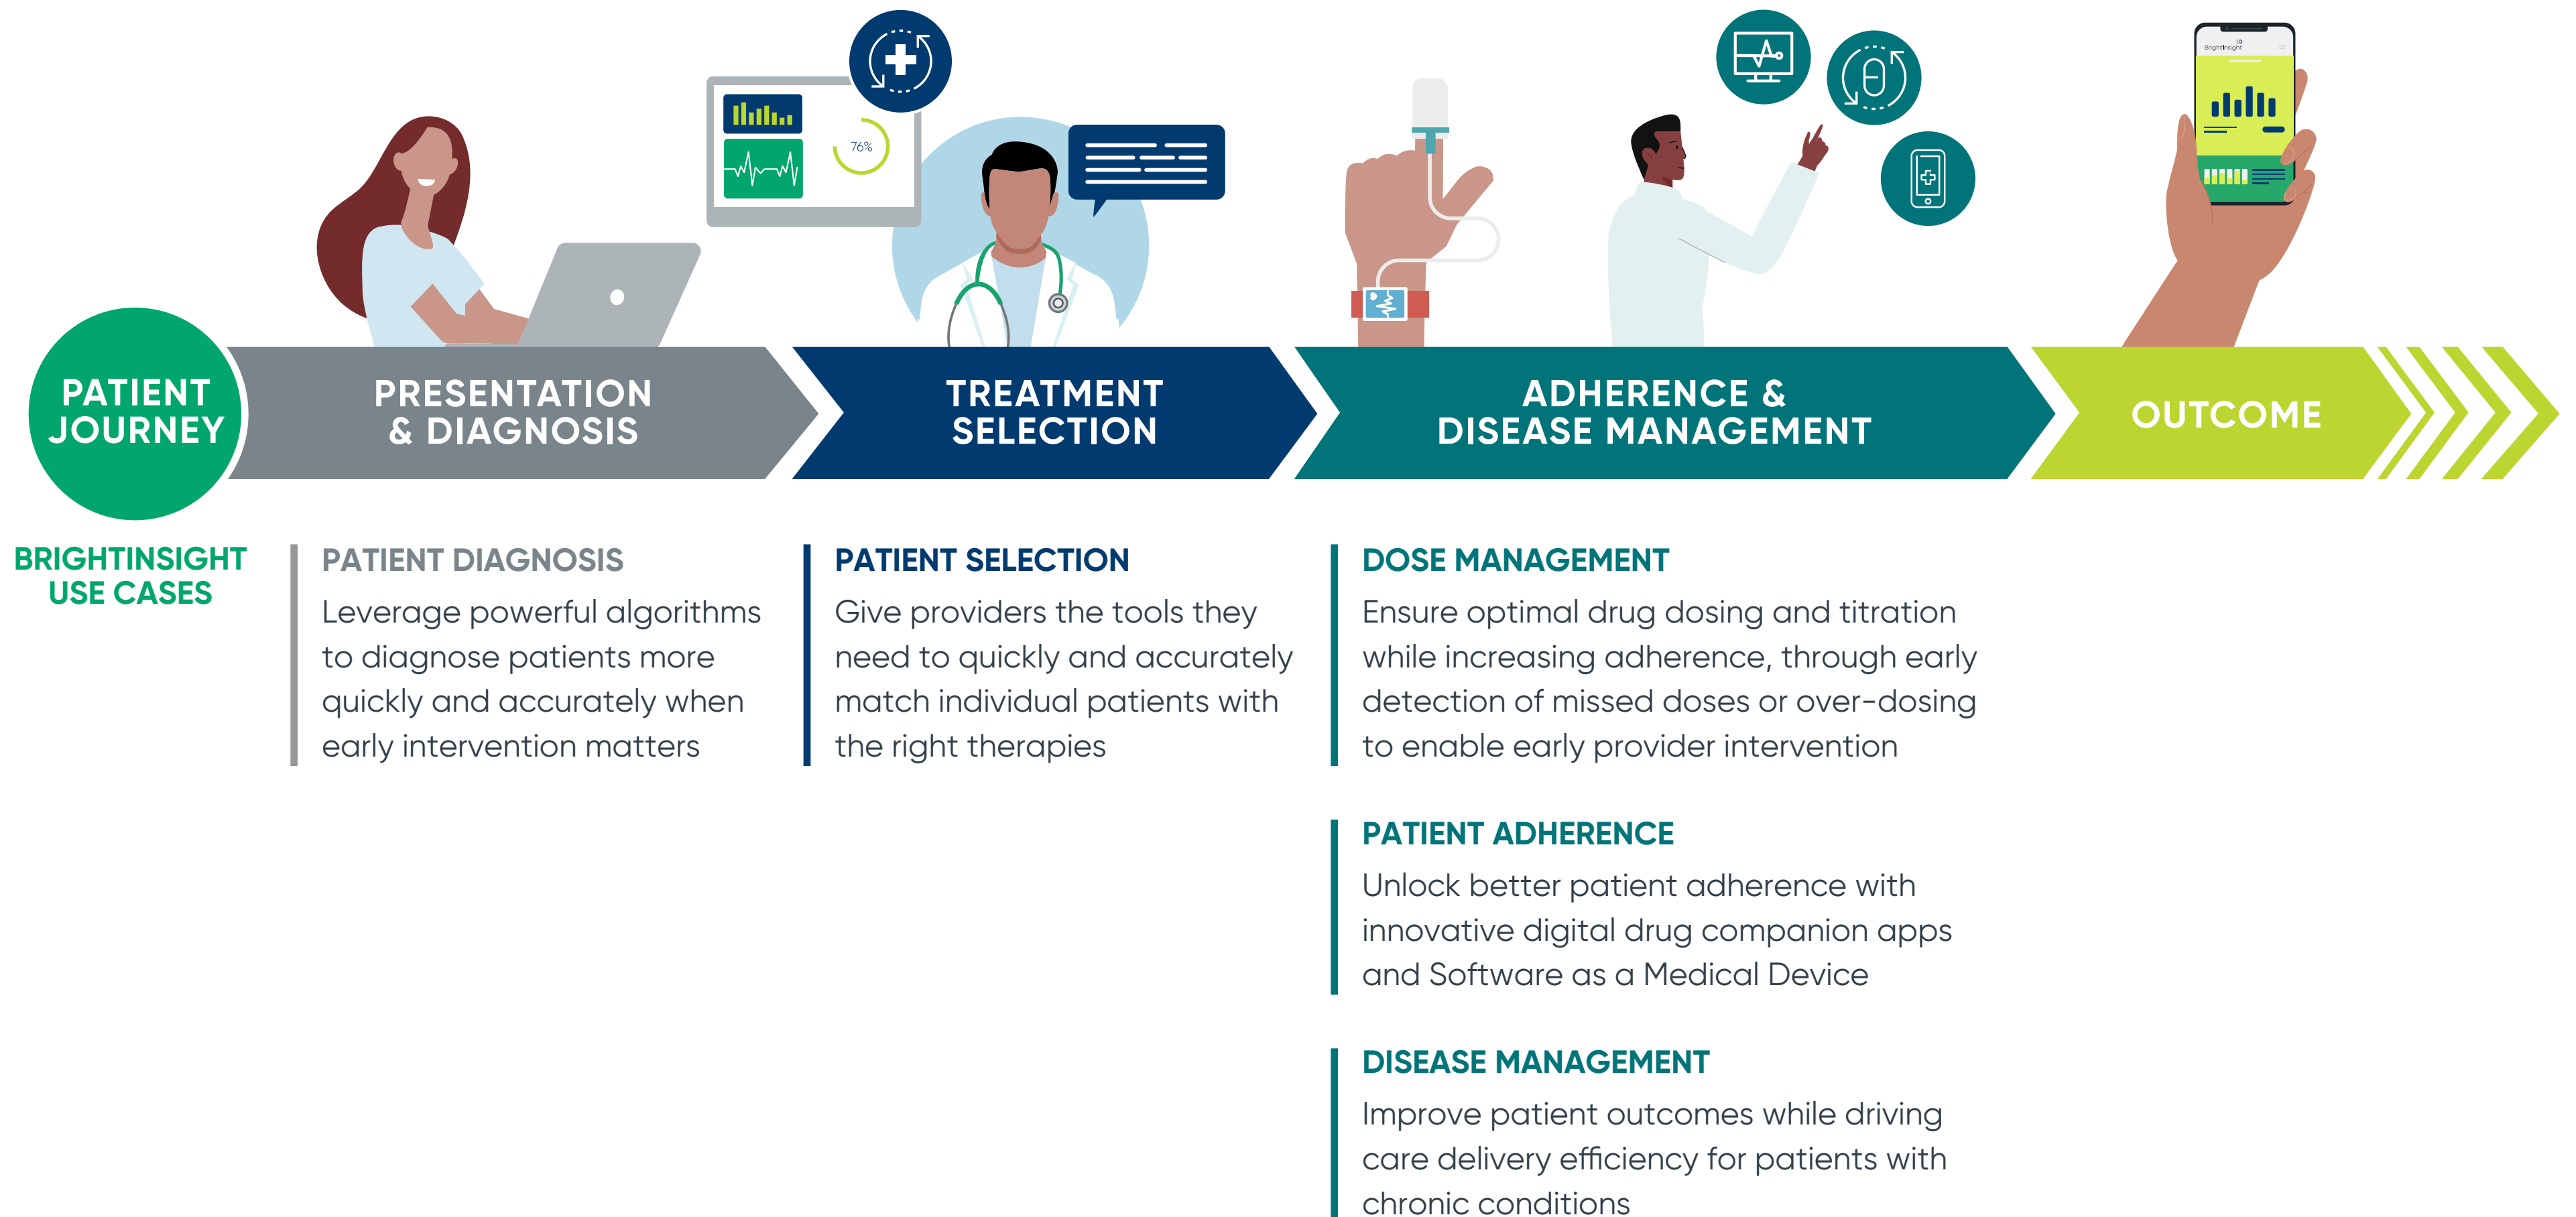 BrightInsight
76%
PATIENT
JOURNEY
PRESENTATION
& DIAGNOSIS
TREATMENT
SELECTION
ADHERENCE &
DISEASE MANAGEMENT
OUTCOME
BRIGHTINSIGHT
USE CASES
PATIENT DIAGNOSIS
Leverage powerful algorithms
to diagnose patients more
quickly and accurately when
early intervention matters
PATIENT SELECTION
Give providers the tools they
need to quickly and accurately
match individual patients with
the right therapies
DOSE MANAGEMENT
Ensure optimal drug dosing and titration
while increasing adherence, through early
detection of missed doses or over-dosing
to enable early provider intervention
PATIENT ADHERENCE
Unlock better patient adherence with
innovative digital drug companion apps
and Software as a Medical Device
DISEASE MANAGEMENT
Improve patient outcomes while driving
care delivery efficiency for patients with
chronic conditions